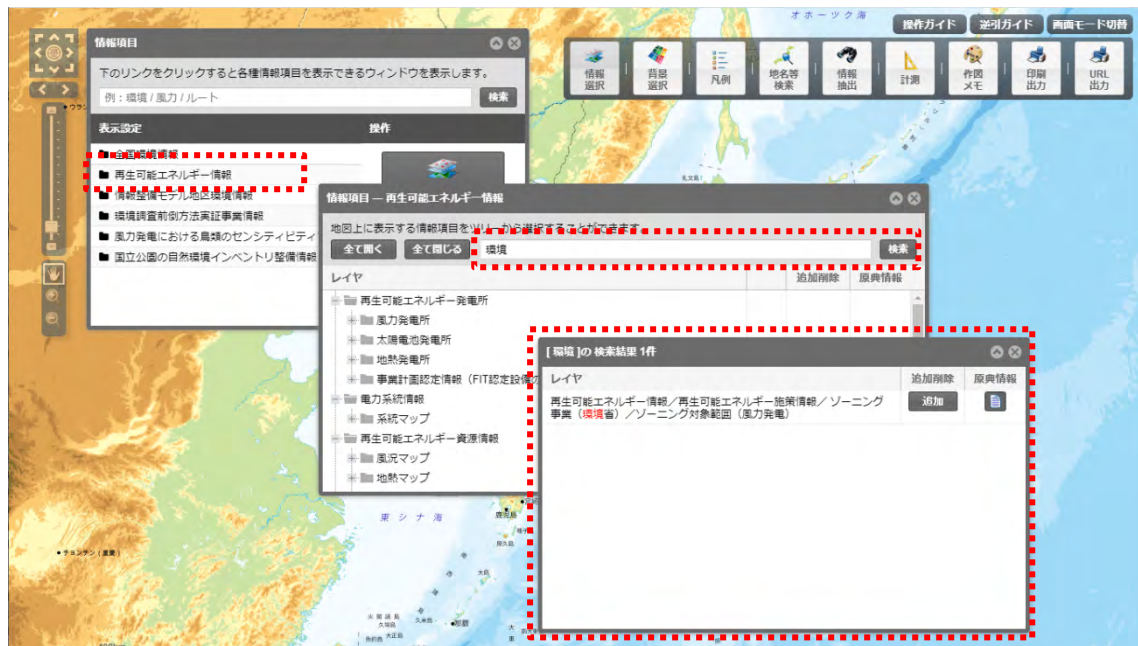 オホーツク海
操作ガイド 逆引ガイド 画面モード切替
情報選択 背景選択 凡例 地名等検索 情報抽出 計測 作図メモ 印刷出力 URL出力
情報項目
下のリンクをクリックすると各種情報項目を表示できるウィンドウを表示します。
例：環境 / 風力 / ルート 検索
表示設定 操作
全国環境情報
再生可能エネルギー情報
情報整備モデル地区環境情報
環境調査前倒方法実証事業情報
風力発電における鳥類のセンシティビティ
国立公園の自然環境インベントリ整備情報
情報項目 ― 再生可能エネルギー情報
地図上に表示する情報項目をツリーから選択することができます。
全て開く 全て閉じる 環境 検索
レイヤ 追加削除 原典情報
再生可能エネルギー発電所
風力発電所
太陽電池発電所
地熱発電所
事業計画認定情報（FIT認定設備
電力系統情報
系統マップ
再生可能エネルギー資源情報
風況マップ
地熱マップ
[ 環境 ]の 検索結果 1件
レイヤ 追加削除 原典情報
再生可能エネルギー情報／再生可能エネルギー施策情報／ ゾーニング
事業（環境省）／ゾーニング対象範囲（風力発電） 追加
東シナ海
チョンチン（重慶）
大島
久米島
那覇
大正島